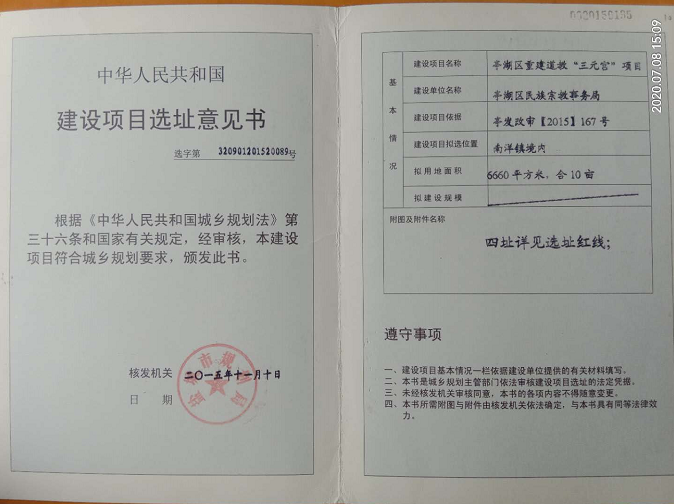 中华人民共和国
建设项目选址意见书
选字第 320901201520089号
根据《中华人民共和国城乡规划法》第
三十六条和国家有关规定，经审核，本建设
项目符合城乡规划要求，颁发此书。
核发机关
日 期
二〇一五年十一月十日
2020.07.08 15:09
基本情况
建设项目名称 亭湖区重建道教“三元宫”项目
建设单位名称 亭湖区民族宗教事务局
建设项目依据 亭发改审【2015】167号
建设项目拟选位置 南洋镇境内
拟用地面积 6660平方米，合10亩
拟建设规模
附图及附件名称
四址详见选址红线；
遵守事项
一、建设项目基本情况一栏依据建设单位提供的有关材料填写。
二、本书是城乡规划主管部门依法审核建设项目选址的法定凭据。
三、未经核发机关审核同意，本书的各项内容不得随意变更。
四、本书所需附图与附件由核发机关依法确定，与本书具有同等法律效
力。